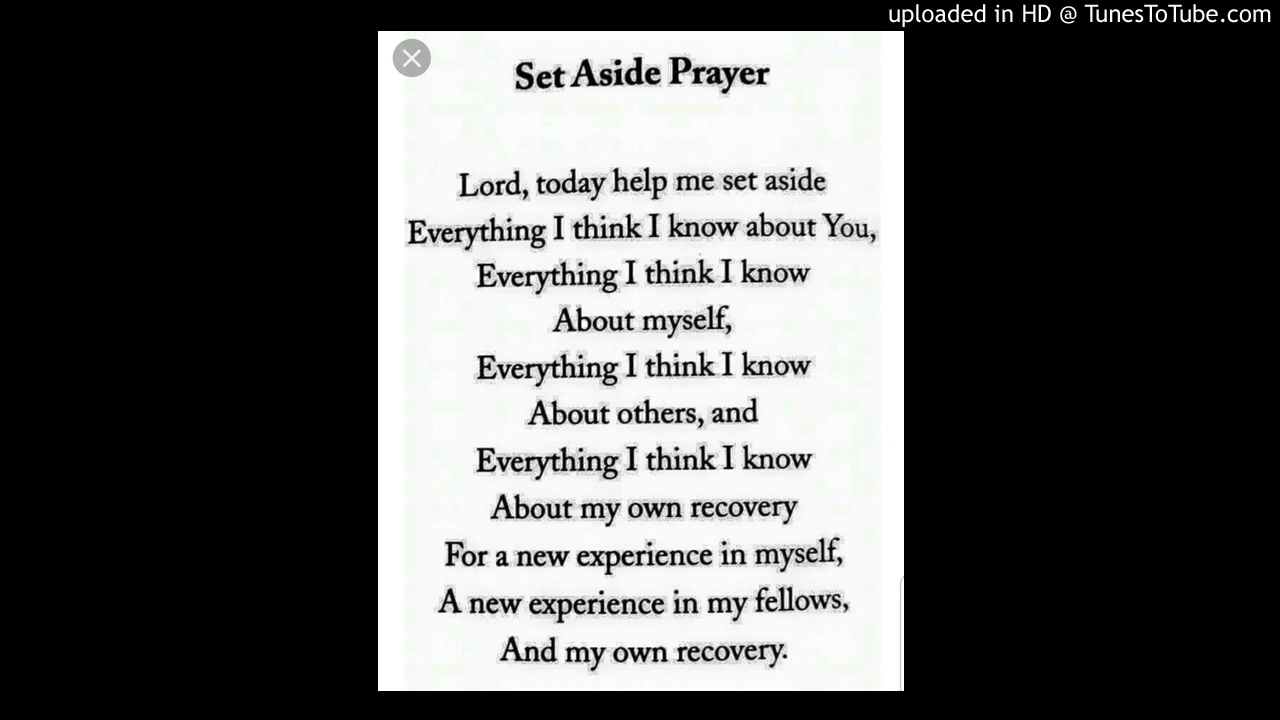 uploaded in HD @ TunesToTube.com
Set Aside Prayer
Lord, today help me set aside
Everything I think I know about You,
Everything I think I know
About myself,
Everything I think I know
About others, and
Everything I think I know
About my own recovery
For a new experience in myself,
A new experience in my fellows,
And my own recovery.